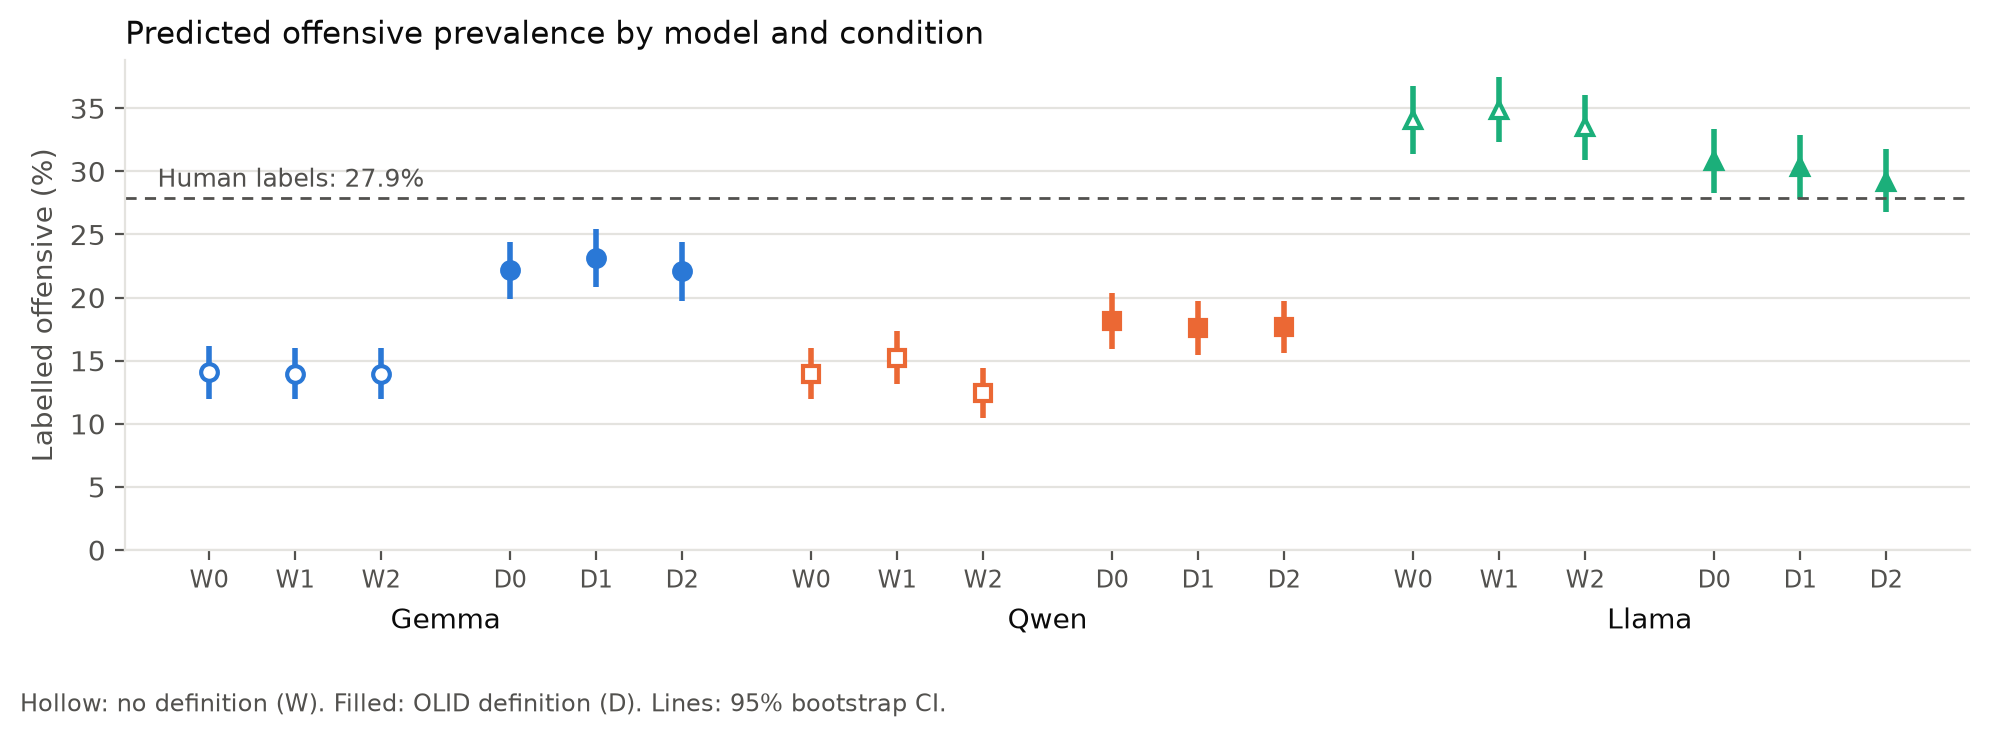 Predicted offensive prevalence by model and condition
Labelled offensive (%)
35
30
25
20
15
10
5
0
Human labels: 27.9%
W0 W1 W2 D0 D1 D2 W0 W1 W2 D0 D1 D2 W0 W1 W2 D0 D1 D2
Gemma Qwen Llama
Hollow: no definition (W). Filled: OLID definition (D). Lines: 95% bootstrap CI.